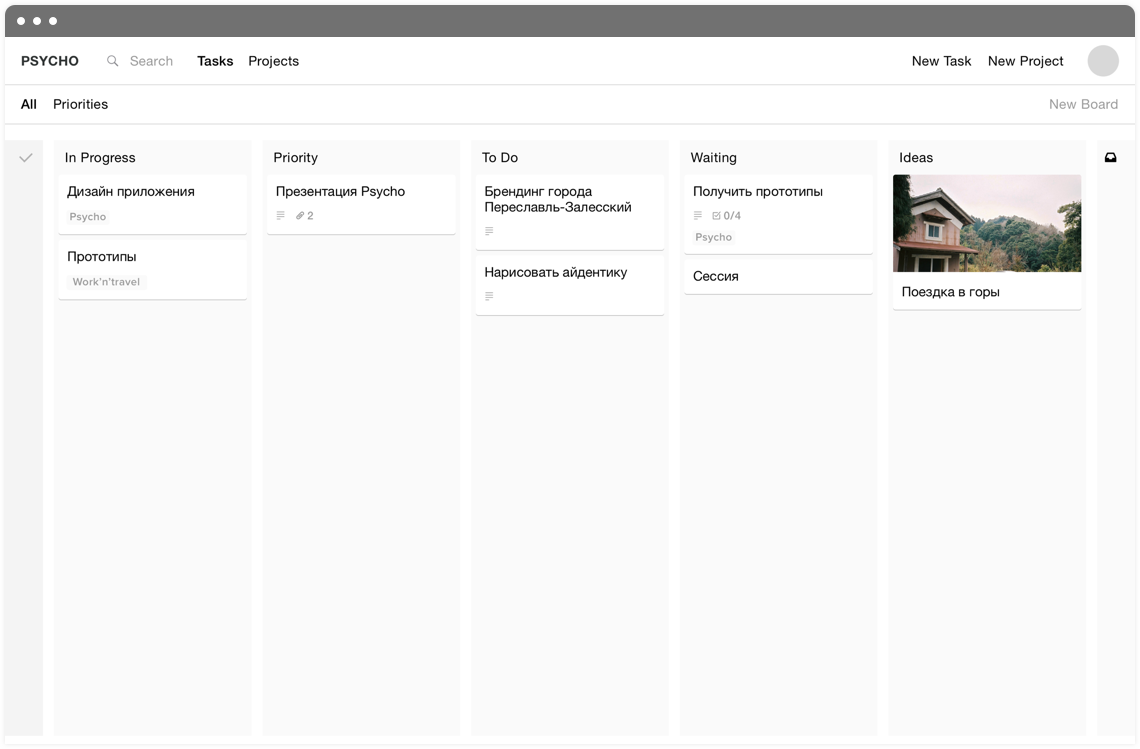 PSYCHO Search Tasks Projects New Task New Project
All Priorities New Board
In Progress
Дизайн приложения
Psycho
Прототипы
Work'n'travel
Priority
Презентация Psycho
2
To Do
Брендинг города
Переславль-Залесский
Нарисовать айдентику
Waiting
Получить прототипы
0/4
Psycho
Сессия
Ideas
Поездка в горы